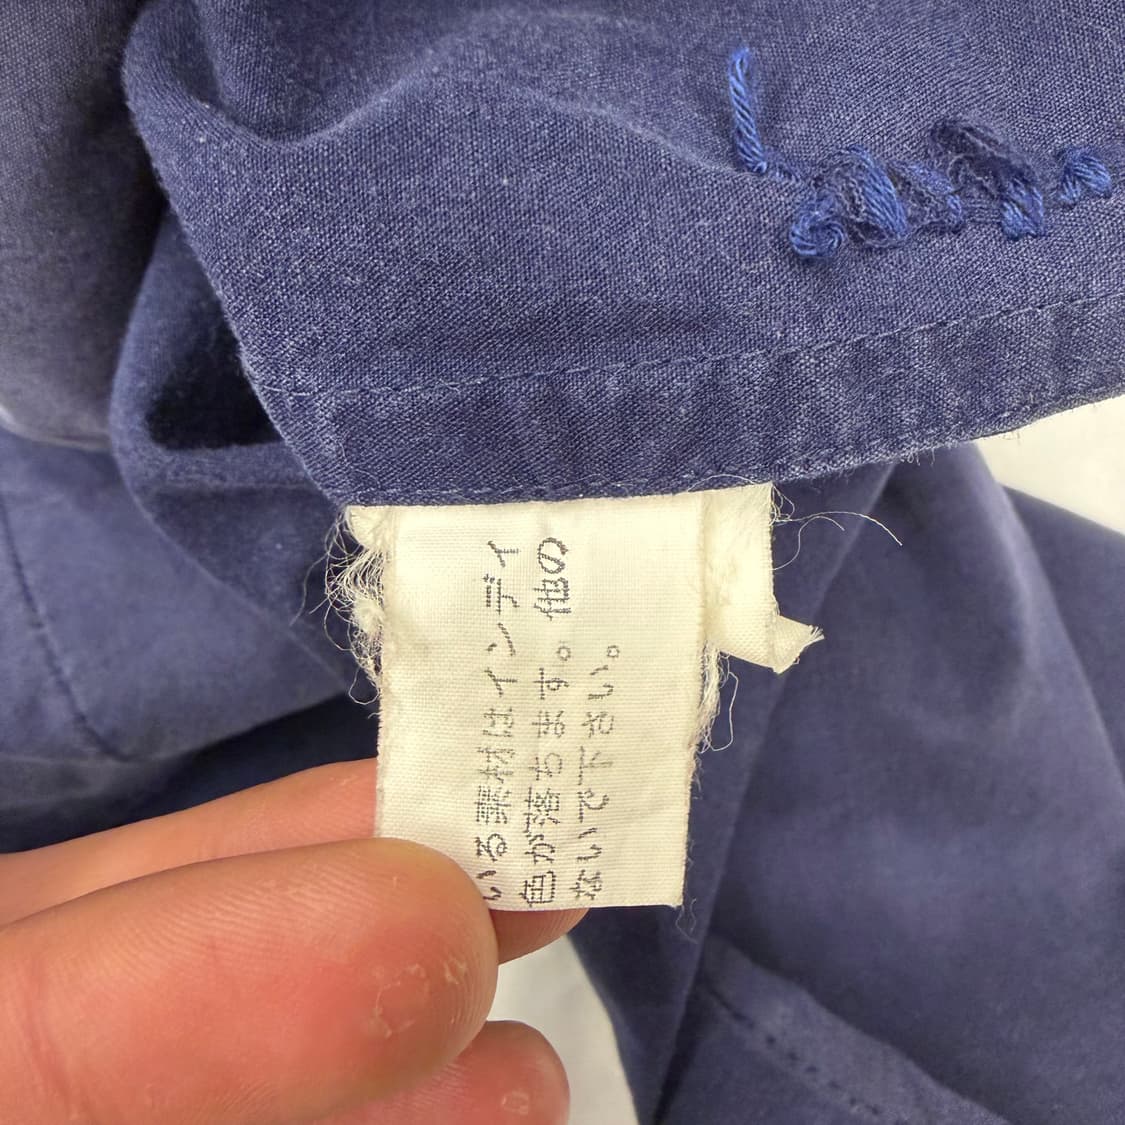 いる素材はインディ
色が落ちます。他の
ないで下さい。